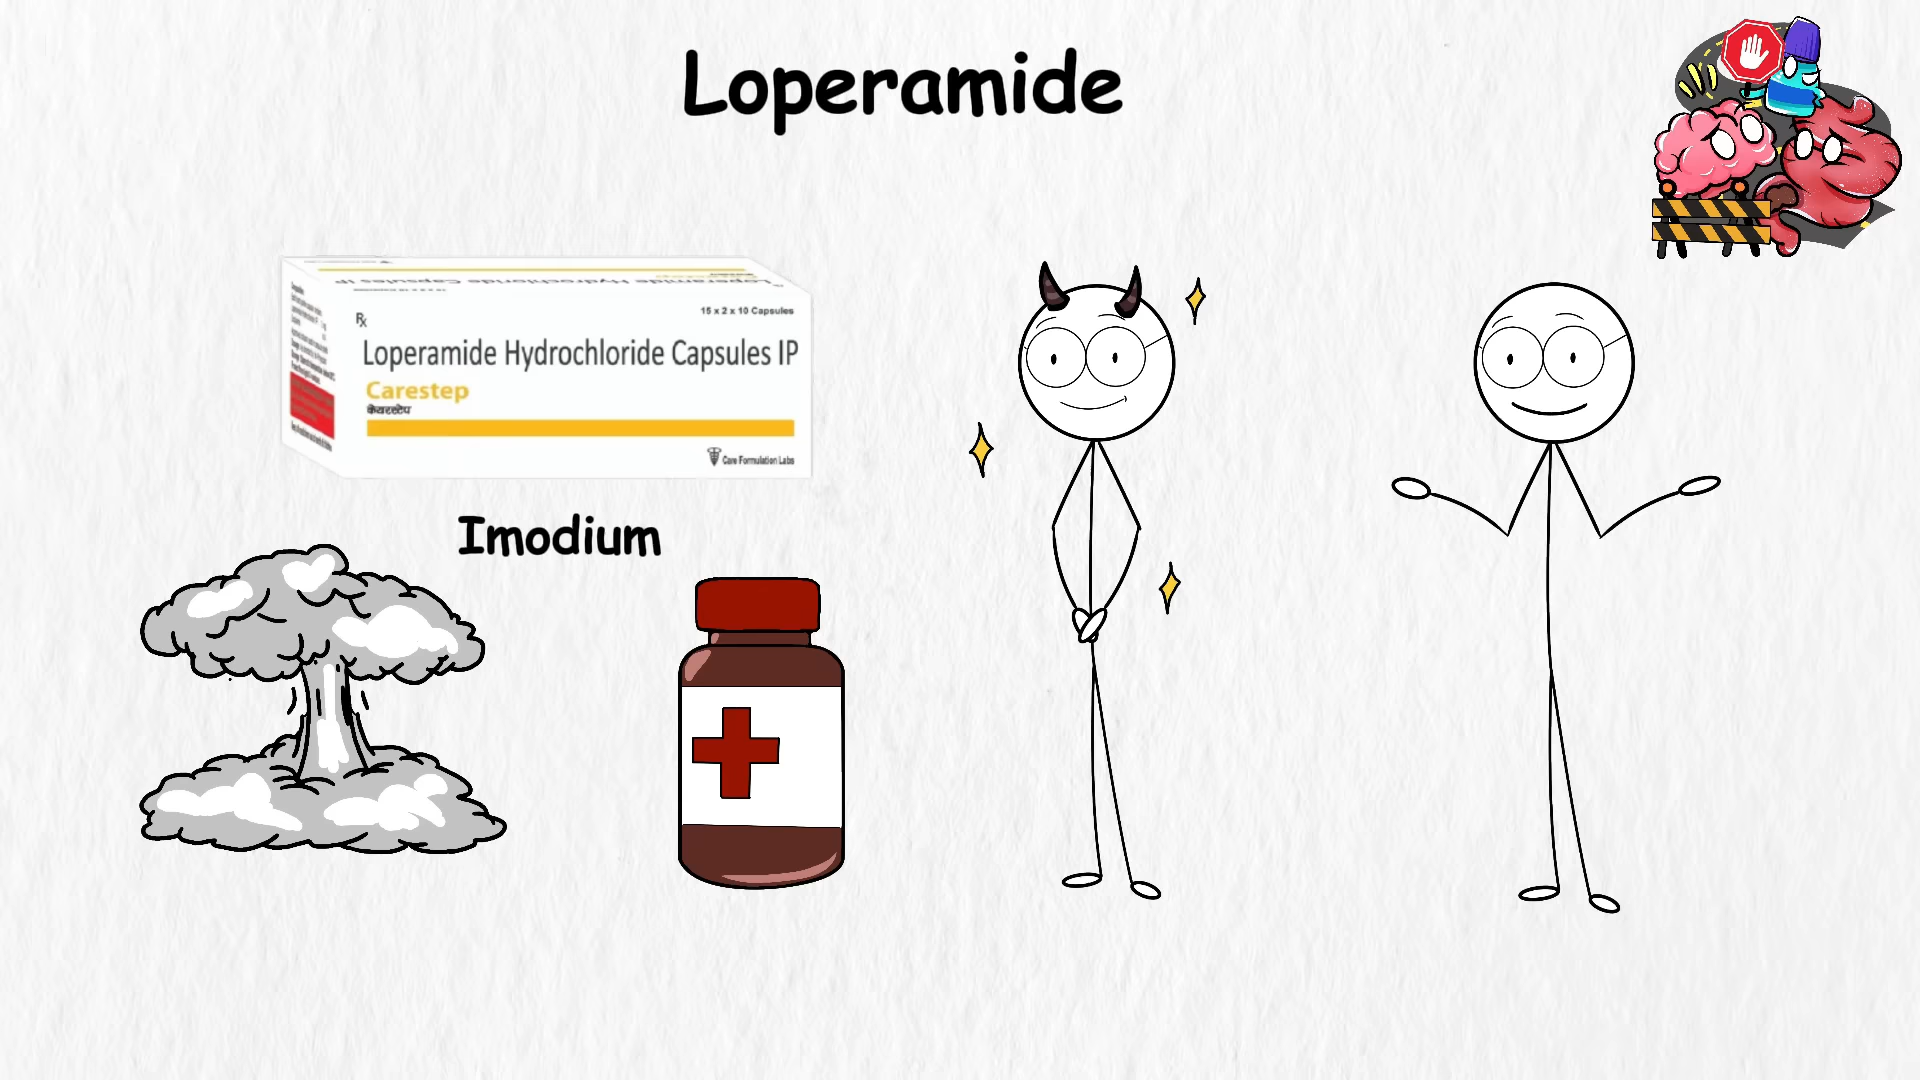 Loperamide
Rx
15 x 2 x 10 Capsules
Loperamide Hydrochloride Capsules IP
Carestep
केयरस्टेप
Care Formulation Labs
Imodium